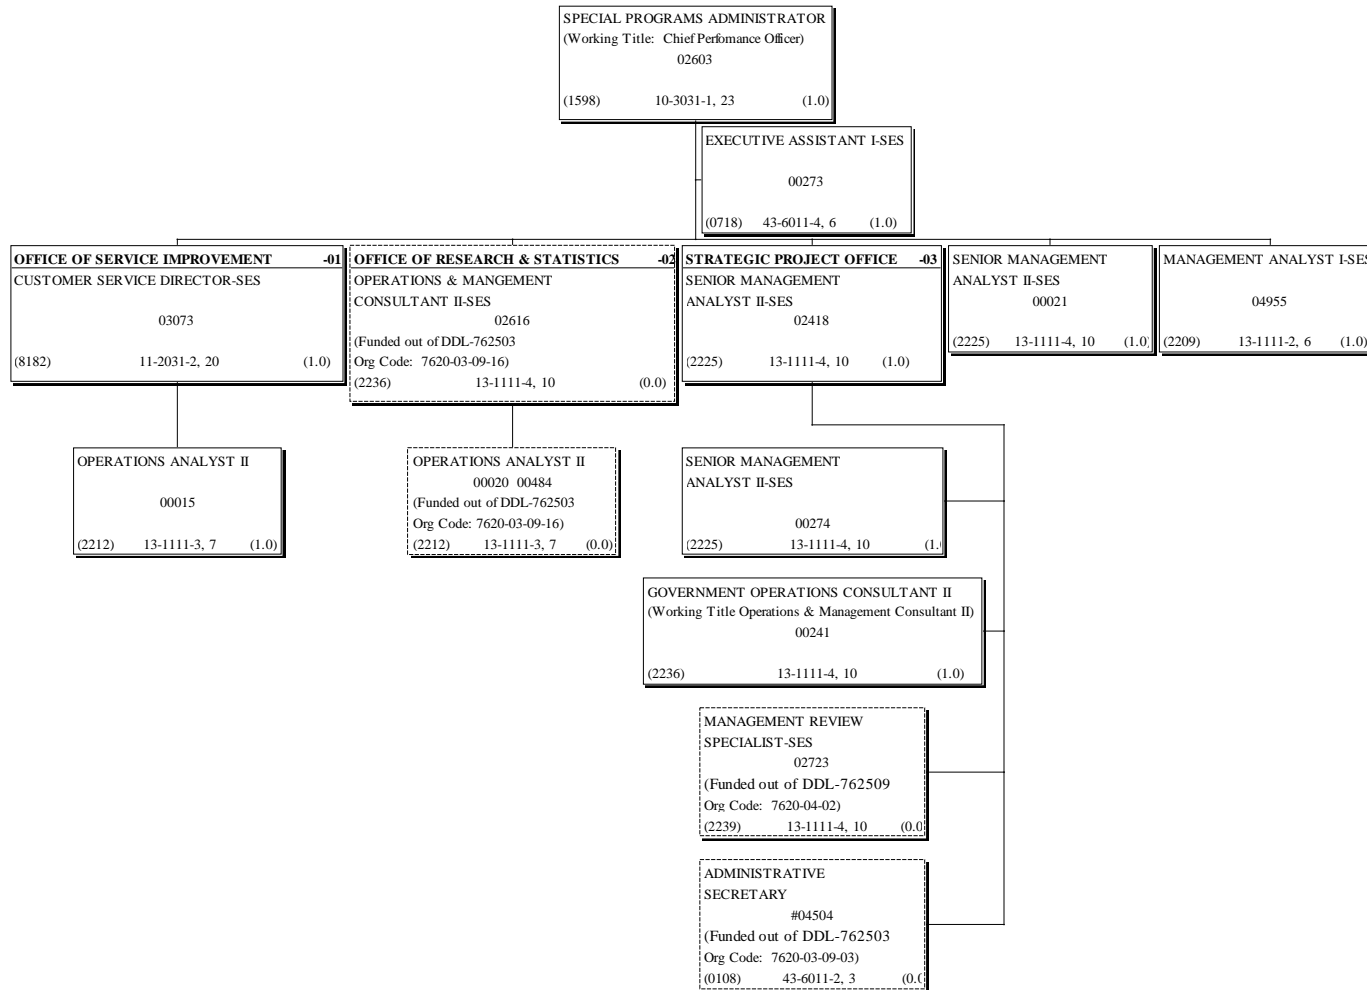 SPECIAL PROGRAMS ADMINISTRATOR
(Working Title: Chief Perfomance Officer)
02603
(1598) 10-3031-1, 23 (1.0)
EXECUTIVE ASSISTANT I-SES
00273
(0718) 43-6011-4, 6 (1.0)
OFFICE OF SERVICE IMPROVEMENT -01
CUSTOMER SERVICE DIRECTOR-SES
03073
(8182) 11-2031-2, 20 (1.0)
OFFICE OF RESEARCH & STATISTICS -02
OPERATIONS & MANGEMENT
CONSULTANT II-SES
02616
(Funded out of DDL-762503
Org Code: 7620-03-09-16)
(2236) 13-1111-4, 10 (0.0)
STRATEGIC PROJECT OFFICE -03
SENIOR MANAGEMENT
ANALYST II-SES
02418
(2225) 13-1111-4, 10 (1.0)
SENIOR MANAGEMENT
ANALYST II-SES
00021
(2225) 13-1111-4, 10 (1.0)
MANAGEMENT ANALYST I-SES
04955
(2209) 13-1111-2, 6 (1.0)
OPERATIONS ANALYST II
00015
(2212) 13-1111-3, 7 (1.0)
OPERATIONS ANALYST II
00020 00484
(Funded out of DDL-762503
Org Code: 7620-03-09-16)
(2212) 13-1111-3, 7 (0.0)
SENIOR MANAGEMENT
ANALYST II-SES
00274
(2225) 13-1111-4, 10 (1.
GOVERNMENT OPERATIONS CONSULTANT II
(Working Title Operations & Management Consultant II)
00241
(2236) 13-1111-4, 10 (1.0)
MANAGEMENT REVIEW
SPECIALIST-SES
02723
(Funded out of DDL-762509
Org Code: 7620-04-02)
(2239) 13-1111-4, 10 (0.0
ADMINISTRATIVE
SECRETARY
#04504
(Funded out of DDL-762503
Org Code: 7620-03-09-03)
(0108) 43-6011-2, 3 (0.0